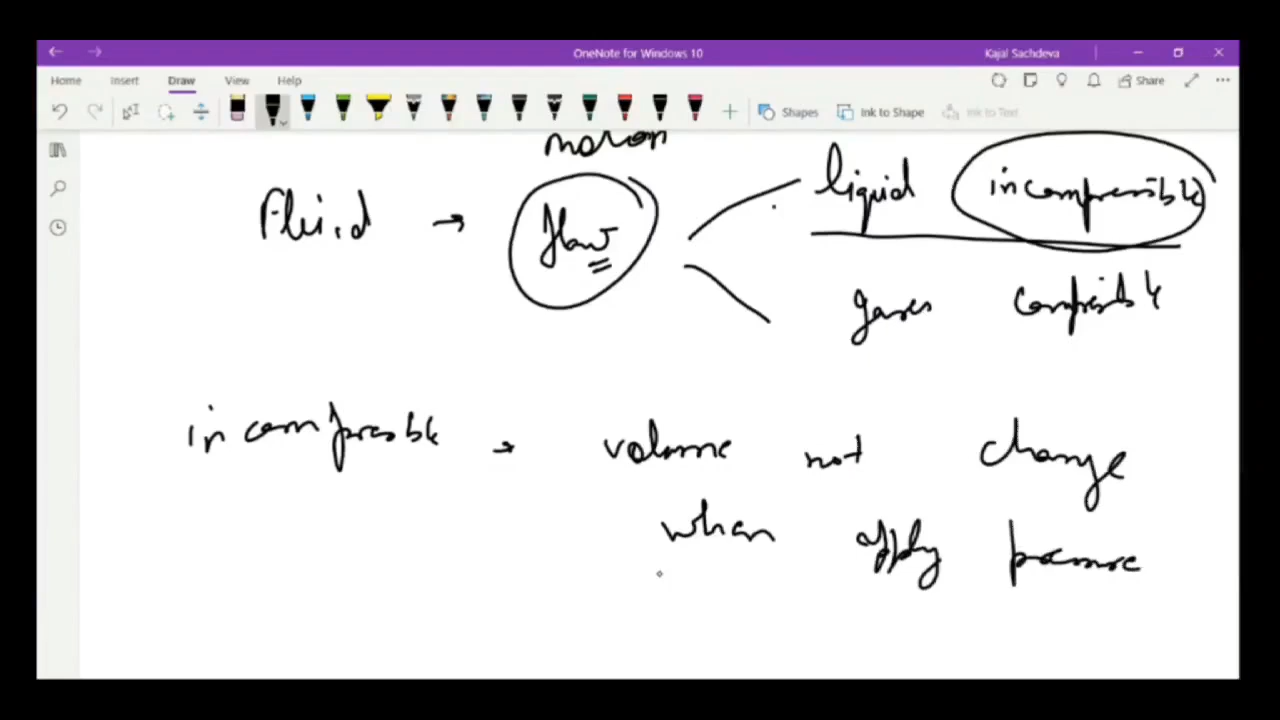 OneNote for Windows 10
Kajal Sachdeva
Home Insert Draw View Help
Share
Shapes Ink to Shape Ink to Text
motion
Fluid → flow
liquid incompressible
gases compressible
incompressible → volume not change
when apply pressure